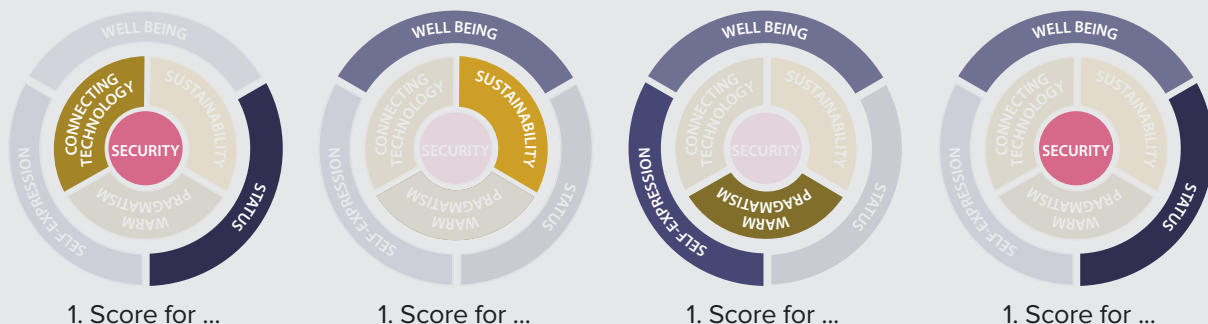 WELL BEING
CONNECTING
TECHNOLOGY
SUSTAINABILITY
SECURITY
WARM
PRAGMATISM
STATUS
SELF-EXPRESSION
1. Score for ...
WELL BEING
CONNECTING
TECHNOLOGY
SUSTAINABILITY
SECURITY
WARM
PRAGMATISM
STATUS
SELF-EXPRESSION
1. Score for ...
WELL BEING
CONNECTING
TECHNOLOGY
SUSTAINABILITY
SECURITY
WARM
PRAGMATISM
STATUS
SELF-EXPRESSION
1. Score for ...
WELL BEING
CONNECTING
TECHNOLOGY
SUSTAINABILITY
SECURITY
WARM
PRAGMATISM
STATUS
SELF-EXPRESSION
1. Score for ...